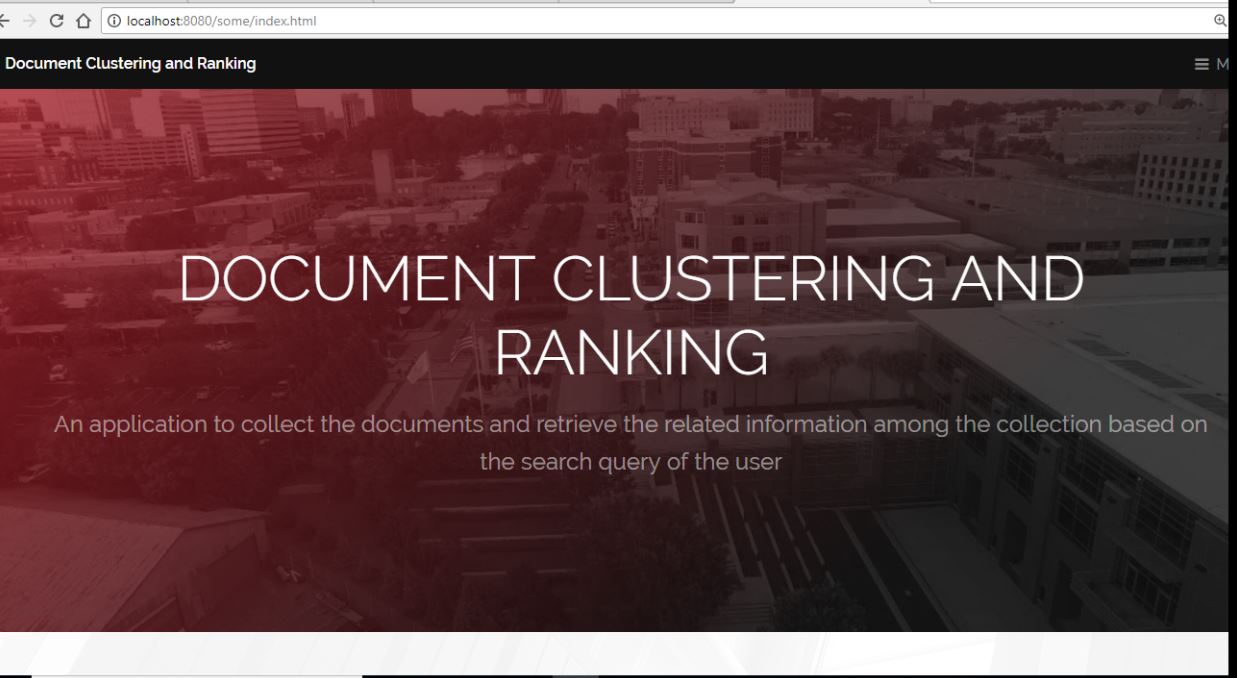 localhost:8080/some/index.html
Document Clustering and Ranking
M
DOCUMENT CLUSTERING AND
RANKING
An application to collect the documents and retrieve the related information among the collection based on
the search query of the user